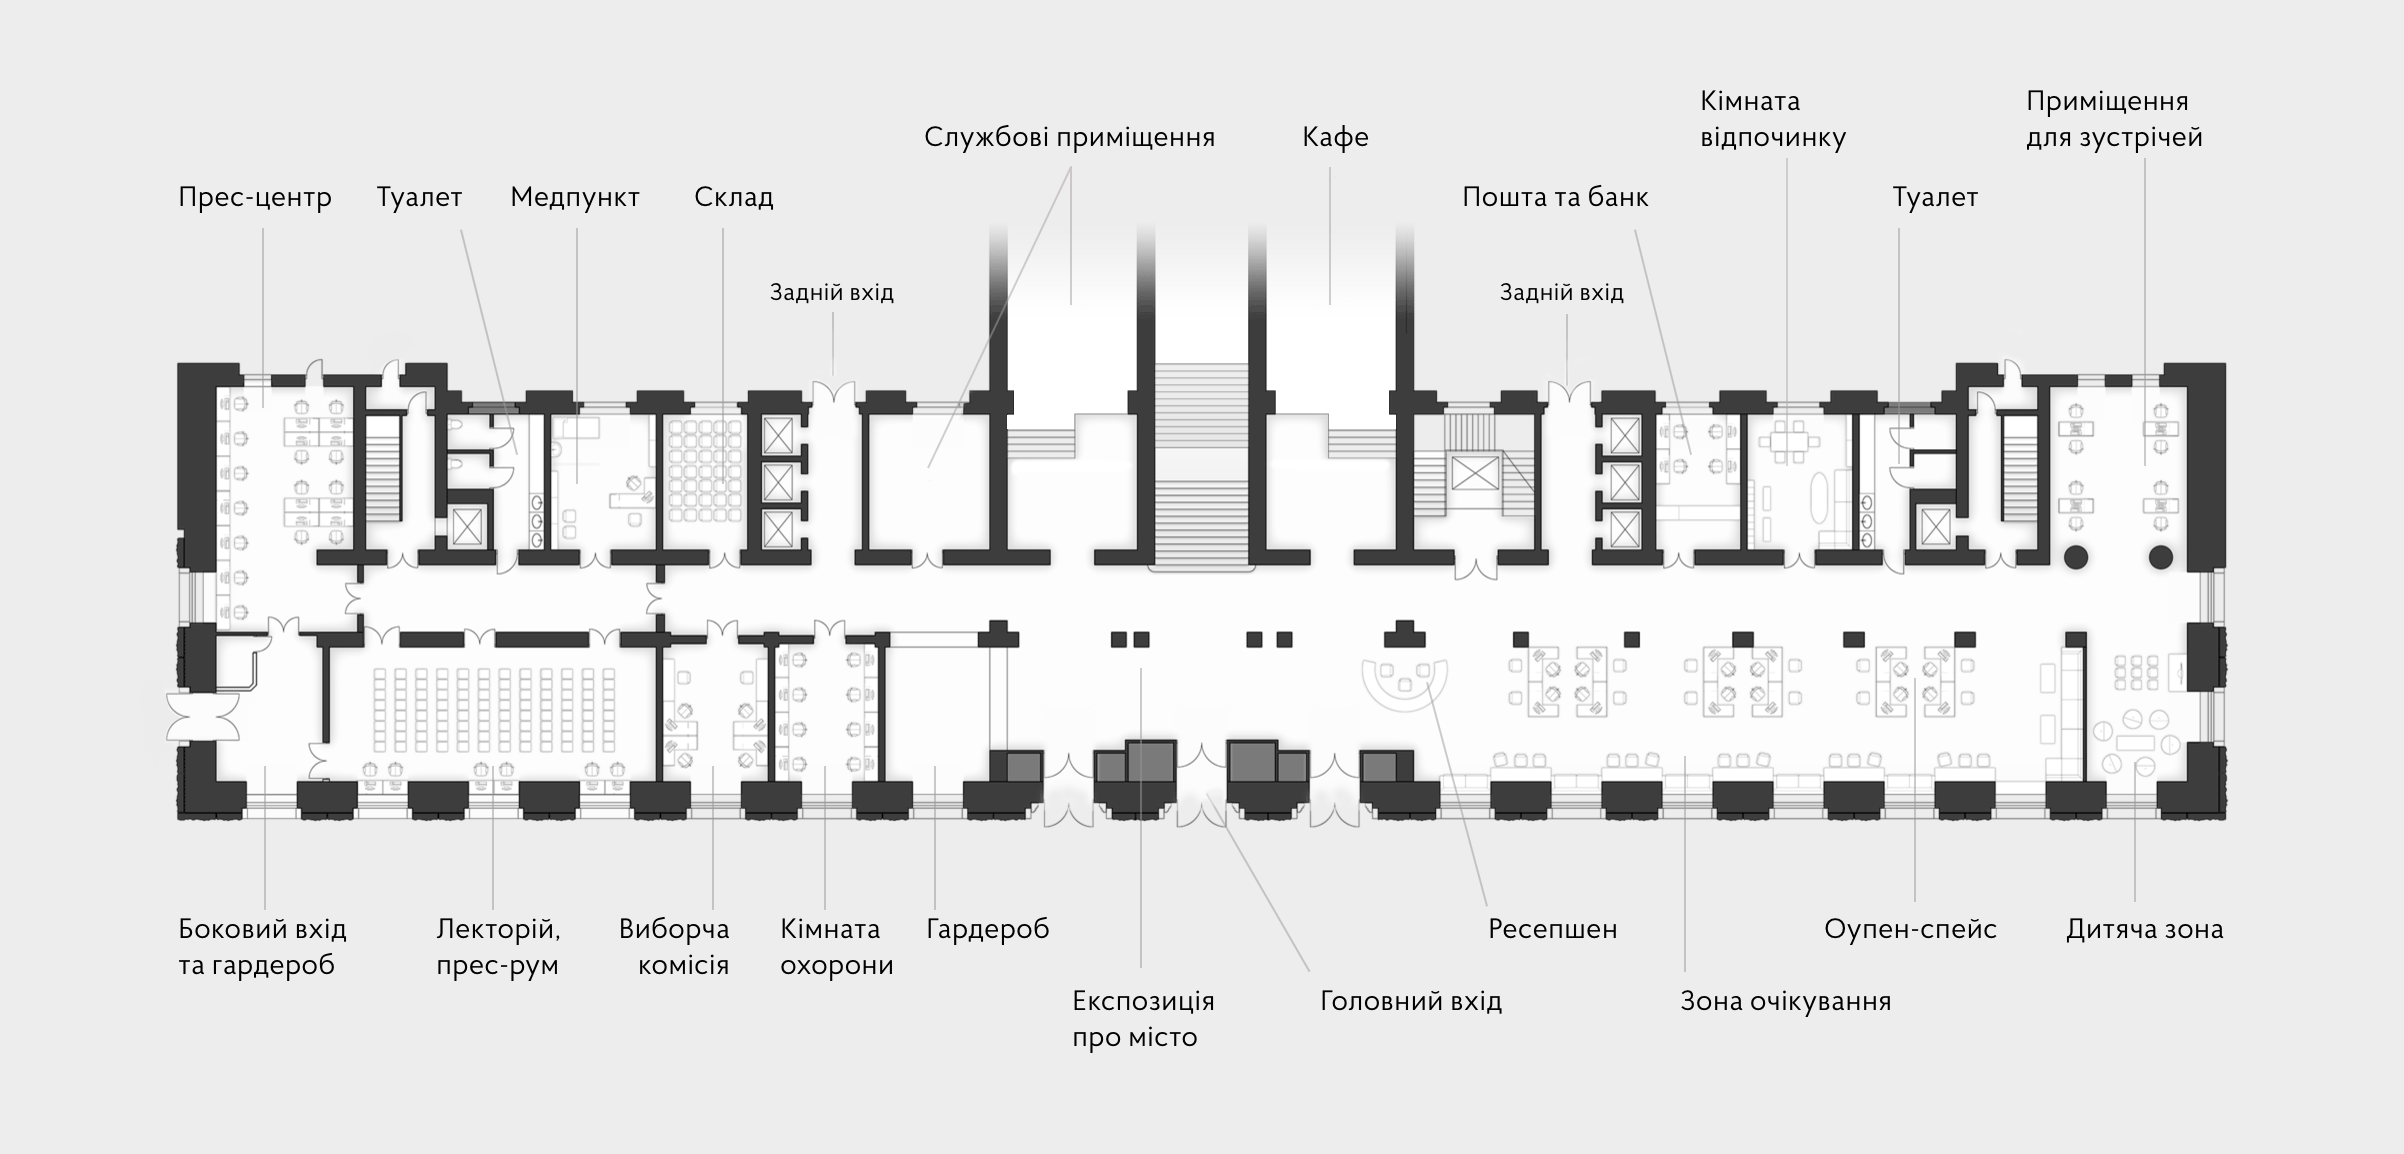 Кімната
відпочинку
Приміщення
для зустрічей
Службові приміщення
Кафе
Прес-центр
Туалет
Медпункт
Склад
Пошта та банк
Туалет
Задній вхід
Задній вхід
Боковий вхід
та гардероб
Лекторій,
прес-рум
Виборча
комісія
Кімната
охорони
Гардероб
Ресепшен
Оупен-спейс
Дитяча зона
Експозиція
про місто
Головний вхід
Зона очікування